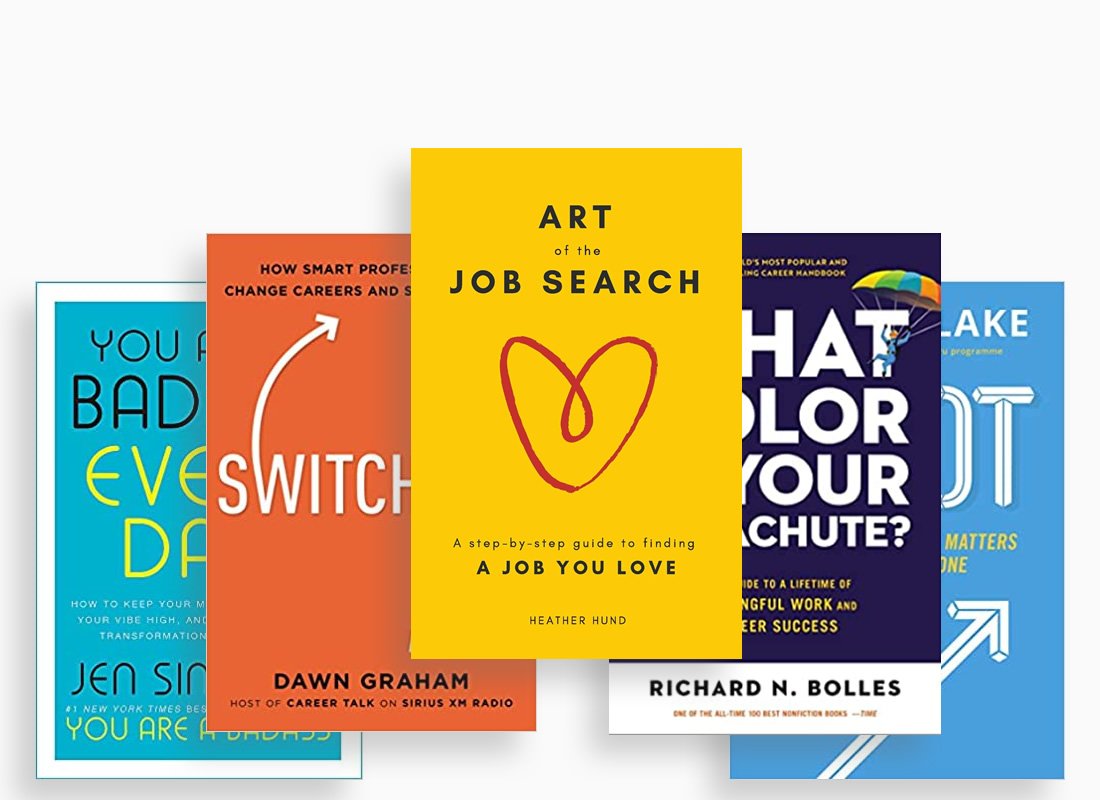 YOU
BAD
EVE
DA
HOW TO KEEP YOUR
YOUR VIBE HIGH, AND
TRANSFORMATION
JEN SIN
#1 NEW YORK TIMES BES
YOU ARE A BADASS
HOW SMART PROFES
CHANGE CAREERS AND S
SWITCH
DAWN GRAHAM
HOST OF CAREER TALK ON SIRIUS XM RADIO
ART
of the
JOB SEARCH
A step-by-step guide to finding
A JOB YOU LOVE
HEATHER HUND
LD'S MOST POPULAR AND
LING CAREER HANDBOOK
HAT
OLOR
YOUR
ACHUTE?
UIDE TO A LIFETIME OF
NGFUL WORK AND
EER SUCCESS
RICHARD N. BOLLES
ONE OF THE ALL-TIME 100 BEST NONFICTION BOOKS —TIME
LAKE
programme
OT
MATTERS
ONE